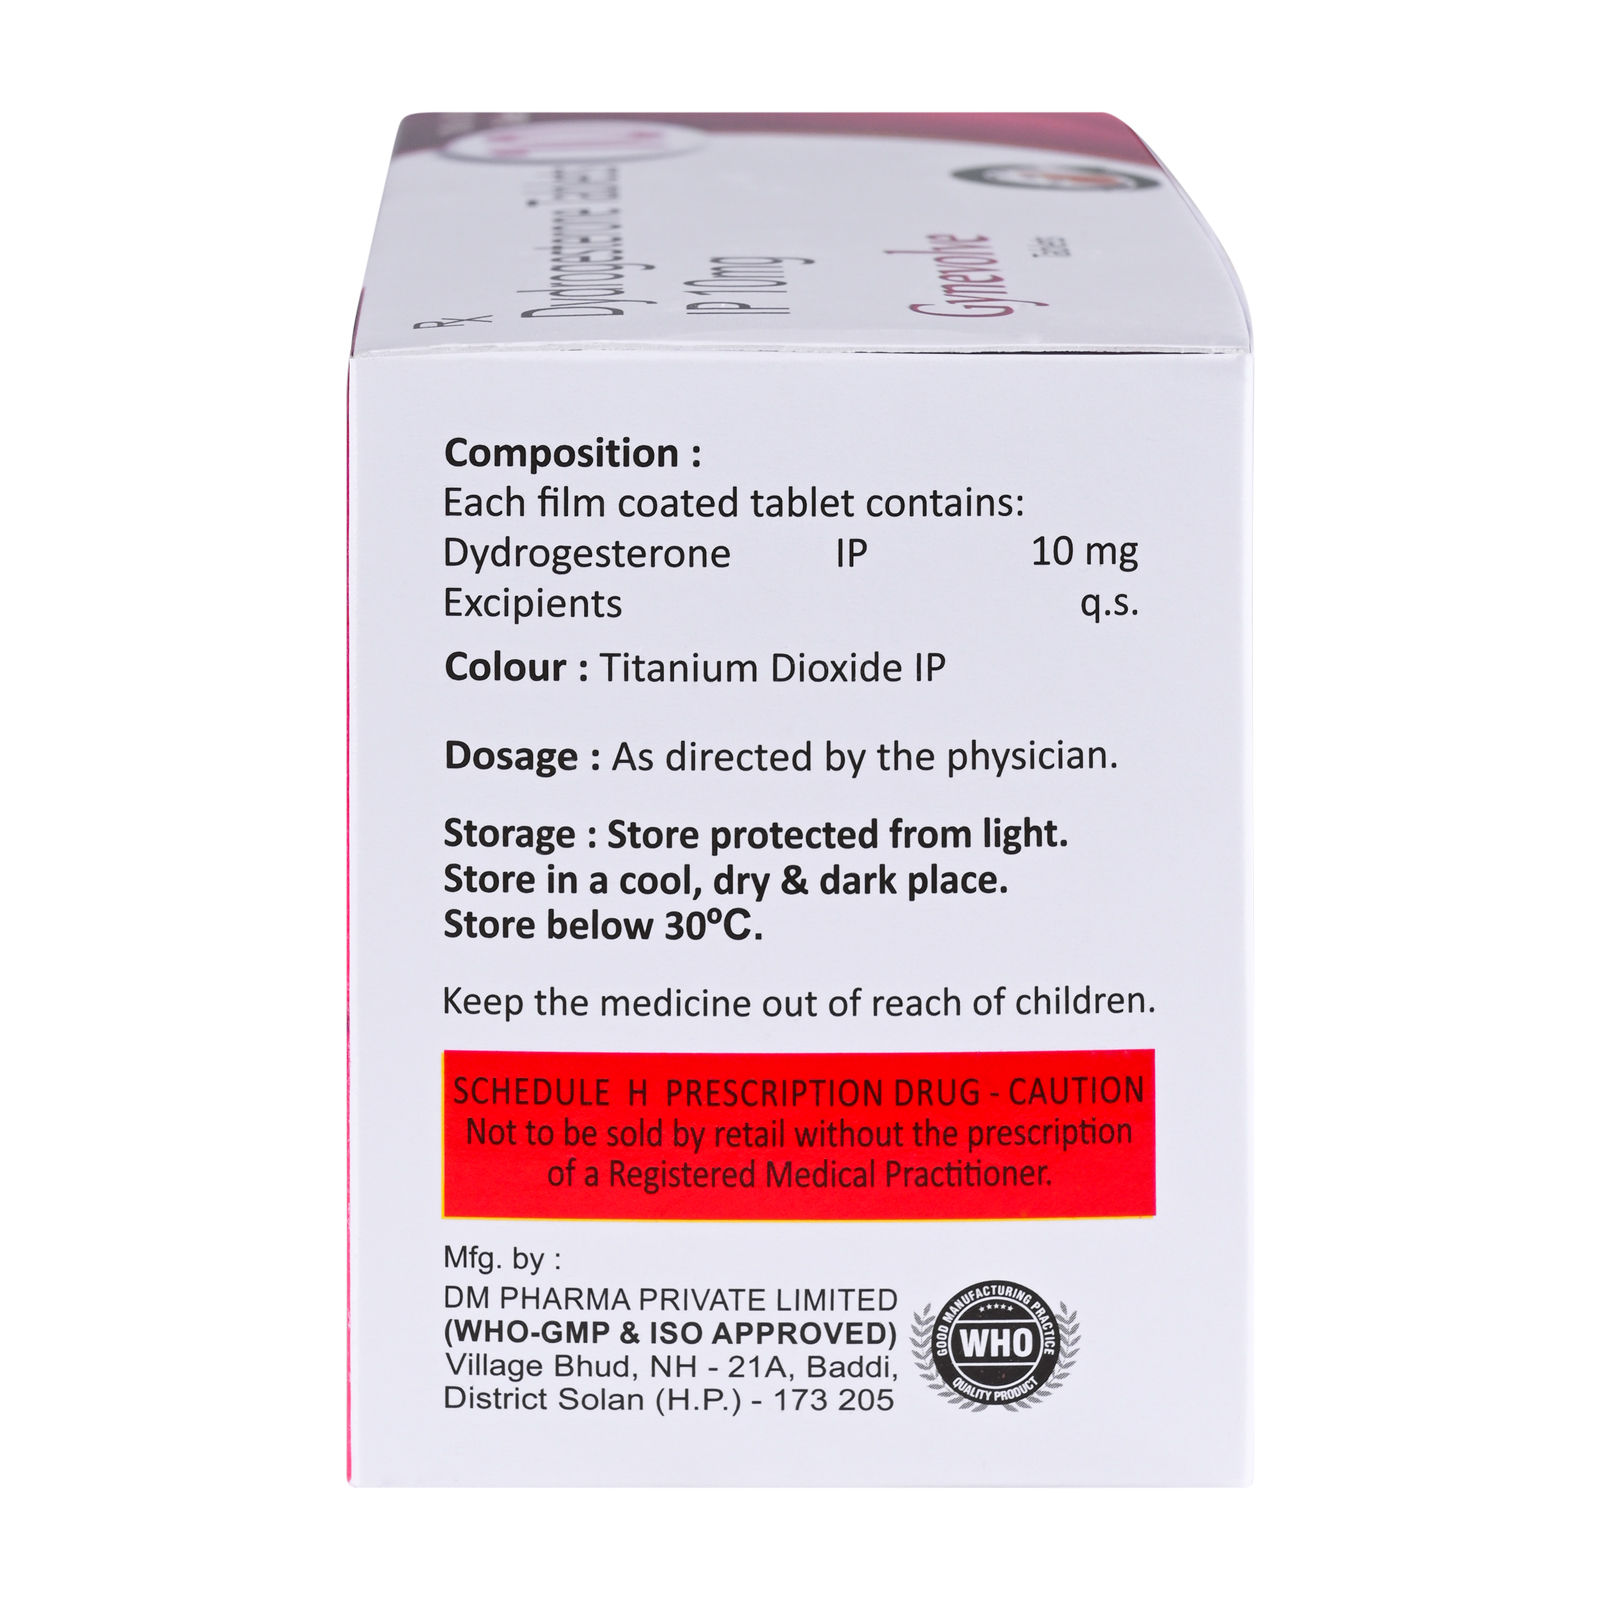 Rx
Dydrogesterone Tablets
IP 10mg
Gynevolve
Tablets
Composition :
Each film coated tablet contains:
Dydrogesterone IP 10 mg
Excipients q.s.
Colour : Titanium Dioxide IP
Dosage : As directed by the physician.
Storage : Store protected from light.
Store in a cool, dry & dark place.
Store below 30ºC.
Keep the medicine out of reach of children.
SCHEDULE H PRESCRIPTION DRUG - CAUTION
Not to be sold by retail without the prescription
of a Registered Medical Practitioner.
Mfg. by :
DM PHARMA PRIVATE LIMITED
(WHO-GMP & ISO APPROVED)
Village Bhud, NH - 21A, Baddi,
District Solan (H.P.) - 173 205
GOOD MANUFACTURING PRACTICE
WHO
QUALITY PRODUCT